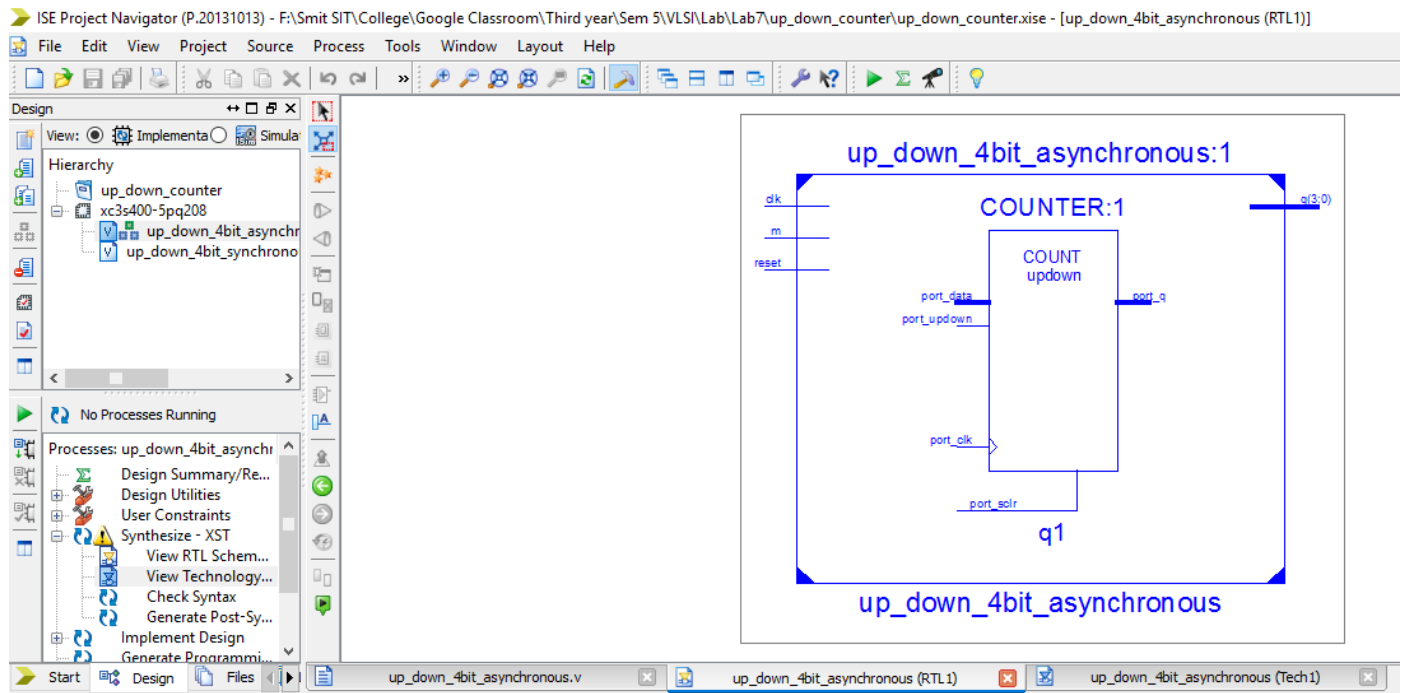 ISE Project Navigator (P.20131013) - F:\Smit SIT\College\Google Classroom\Third year\Sem 5\VLSI\Lab\Lab7\up_down_counter\up_down_counter.xise - [up_down_4bit_asynchronous (RTL1)]
File Edit View Project Source Process Tools Window Layout Help
Design
View: Implementa Simulat
Hierarchy
up_down_counter
xc3s400-5pq208
up_down_4bit_asynchr
up_down_4bit_synchrono
No Processes Running
Processes: up_down_4bit_asynchr
Design Summary/Re...
Design Utilities
User Constraints
Synthesize - XST
View RTL Schem...
View Technology...
Check Syntax
Generate Post-Sy...
Implement Design
Generate Programmi...
Start Design Files
up_down_4bit_asynchronous:1
clk
m
reset
q(3:0)
COUNTER:1
COUNT
updown
port_data
port_updown
port_q
port_clk
port_sclr
q1
up_down_4bit_asynchronous
up_down_4bit_asynchronous.v
up_down_4bit_asynchronous (RTL1)
up_down_4bit_asynchronous (Tech1)